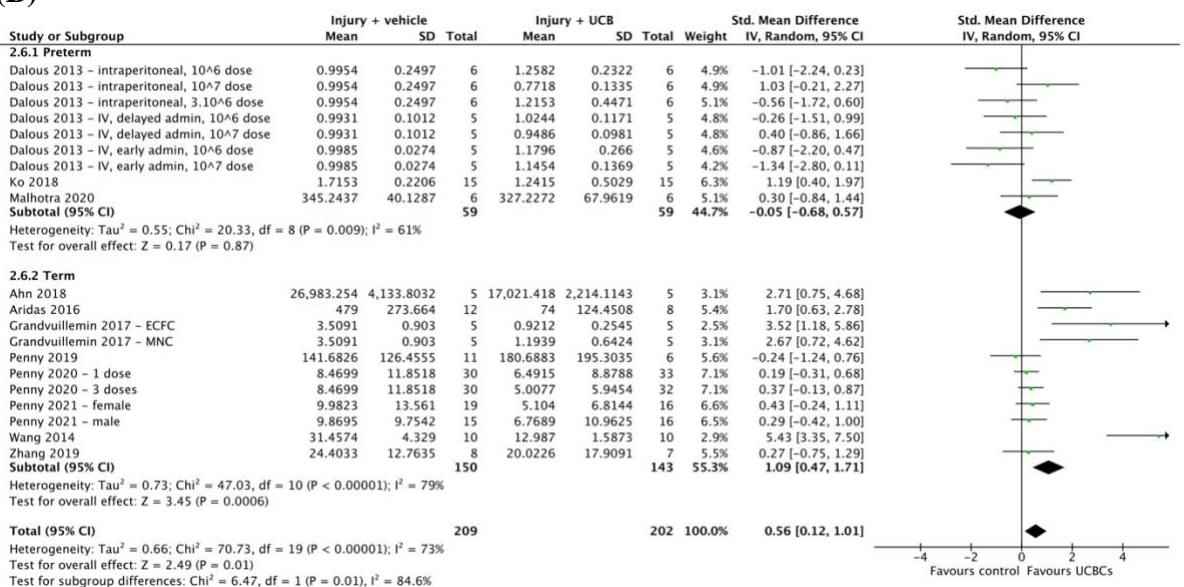 (B)
Injury + vehicle Injury + UCB Std. Mean Difference Std. Mean Difference
Study or Subgroup Mean SD Total Mean SD Total Weight IV, Random, 95% CI IV, Random, 95% CI
2.6.1 Preterm
Dalous 2013 – intraperitoneal, 10^6 dose 0.9954 0.2497 6 1.2582 0.2322 6 4.9% −1.01 [−2.24, 0.23]
Dalous 2013 – intraperitoneal, 10^7 dose 0.9954 0.2497 6 0.7718 0.1335 6 4.9% 1.03 [−0.21, 2.27]
Dalous 2013 – intraperitoneal, 3.10^6 dose 0.9954 0.2497 6 1.2153 0.4471 6 5.1% −0.56 [−1.72, 0.60]
Dalous 2013 – IV, delayed admin, 10^6 dose 0.9931 0.1012 5 1.0244 0.1171 5 4.8% −0.26 [−1.51, 0.99]
Dalous 2013 – IV, delayed admin, 10^7 dose 0.9931 0.1012 5 0.9486 0.0981 5 4.8% 0.40 [−0.86, 1.66]
Dalous 2013 – IV, early admin, 10^6 dose 0.9985 0.0274 5 1.1796 0.266 5 4.6% −0.87 [−2.20, 0.47]
Dalous 2013 – IV, early admin, 10^7 dose 0.9985 0.0274 5 1.1454 0.1369 5 4.2% −1.34 [−2.80, 0.11]
Ko 2018 1.7153 0.2206 15 1.2415 0.5029 15 6.3% 1.19 [0.40, 1.97]
Malhotra 2020 345.2437 40.1287 6 327.2272 67.9619 6 5.1% 0.30 [−0.84, 1.44]
Subtotal (95% CI) 59 59 44.7% −0.05 [−0.68, 0.57]
Heterogeneity: Tau² = 0.55; Chi² = 20.33, df = 8 (P = 0.009); I² = 61%
Test for overall effect: Z = 0.17 (P = 0.87)
2.6.2 Term
Ahn 2018 26,983.254 4,133.8032 5 17,021.418 2,214.1143 5 3.1% 2.71 [0.75, 4.68]
Aridas 2016 479 273.664 12 74 124.4508 8 5.4% 1.70 [0.63, 2.78]
Grandvuillemin 2017 – ECFC 3.5091 0.903 5 0.9212 0.2545 5 2.5% 3.52 [1.18, 5.86]
Grandvuillemin 2017 – MNC 3.5091 0.903 5 1.1939 0.6424 5 3.2% 2.67 [0.72, 4.62]
Penny 2019 141.6826 126.4555 11 180.6883 195.3035 6 5.6% −0.24 [−1.24, 0.76]
Penny 2020 – 1 dose 8.4699 11.8518 30 6.4915 8.8788 33 7.1% 0.19 [−0.31, 0.68]
Penny 2020 – 3 doses 8.4699 11.8518 30 5.0077 5.9454 32 7.1% 0.37 [−0.13, 0.87]
Penny 2021 – female 9.9823 13.561 19 5.104 6.8144 16 6.6% 0.43 [−0.24, 1.11]
Penny 2021 – male 9.8695 9.7542 15 6.7689 10.9625 16 6.5% 0.29 [−0.42, 1.00]
Wang 2014 31.4574 4.329 10 12.987 1.5873 10 2.9% 5.43 [3.35, 7.50]
Zhang 2019 24.4033 12.7635 8 20.0226 17.9091 7 5.5% 0.27 [−0.75, 1.29]
Subtotal (95% CI) 150 143 55.3% 1.09 [0.47, 1.71]
Heterogeneity: Tau² = 0.73; Chi² = 47.03, df = 10 (P < 0.00001); I² = 79%
Test for overall effect: Z = 3.45 (P = 0.0006)
Total (95% CI) 209 202 100.0% 0.56 [0.12, 1.01]
Heterogeneity: Tau² = 0.66; Chi² = 70.73, df = 19 (P < 0.00001); I² = 73%
Test for overall effect: Z = 2.49 (P = 0.01)
Test for subgroup differences: Chi² = 6.47, df = 1 (P = 0.01), I² = 84.6%
−4 −2 0 2 4
Favours control Favours UCBCs